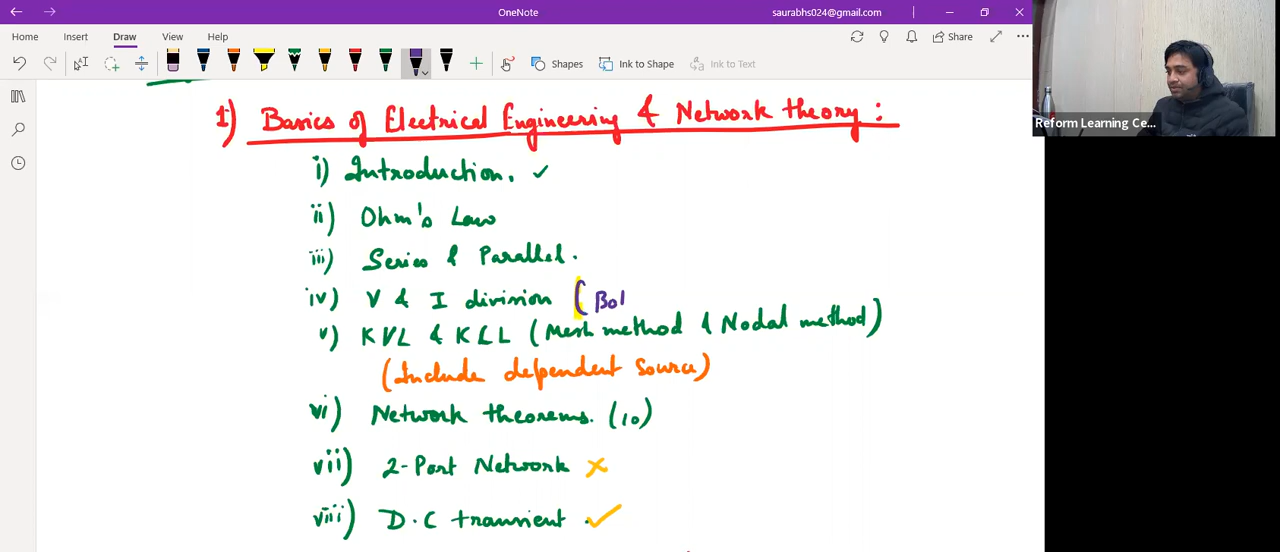 OneNote
saurabhs024@gmail.com
Home Insert Draw View Help
Share
Shapes Ink to Shape Ink to Text
Reform Learning Ce...
1) Basics of Electrical Engineering & Network theory :
i) Introduction. ✓
ii) Ohm's Law
iii) Series & Parallel.
iv) V & I division ( Bol
v) KVL & KCL (Mesh method & Nodal method)
(Include dependent source)
vi) Network theorems. (10)
vii) 2-Port Network ×
viii) D.C transient . ✓